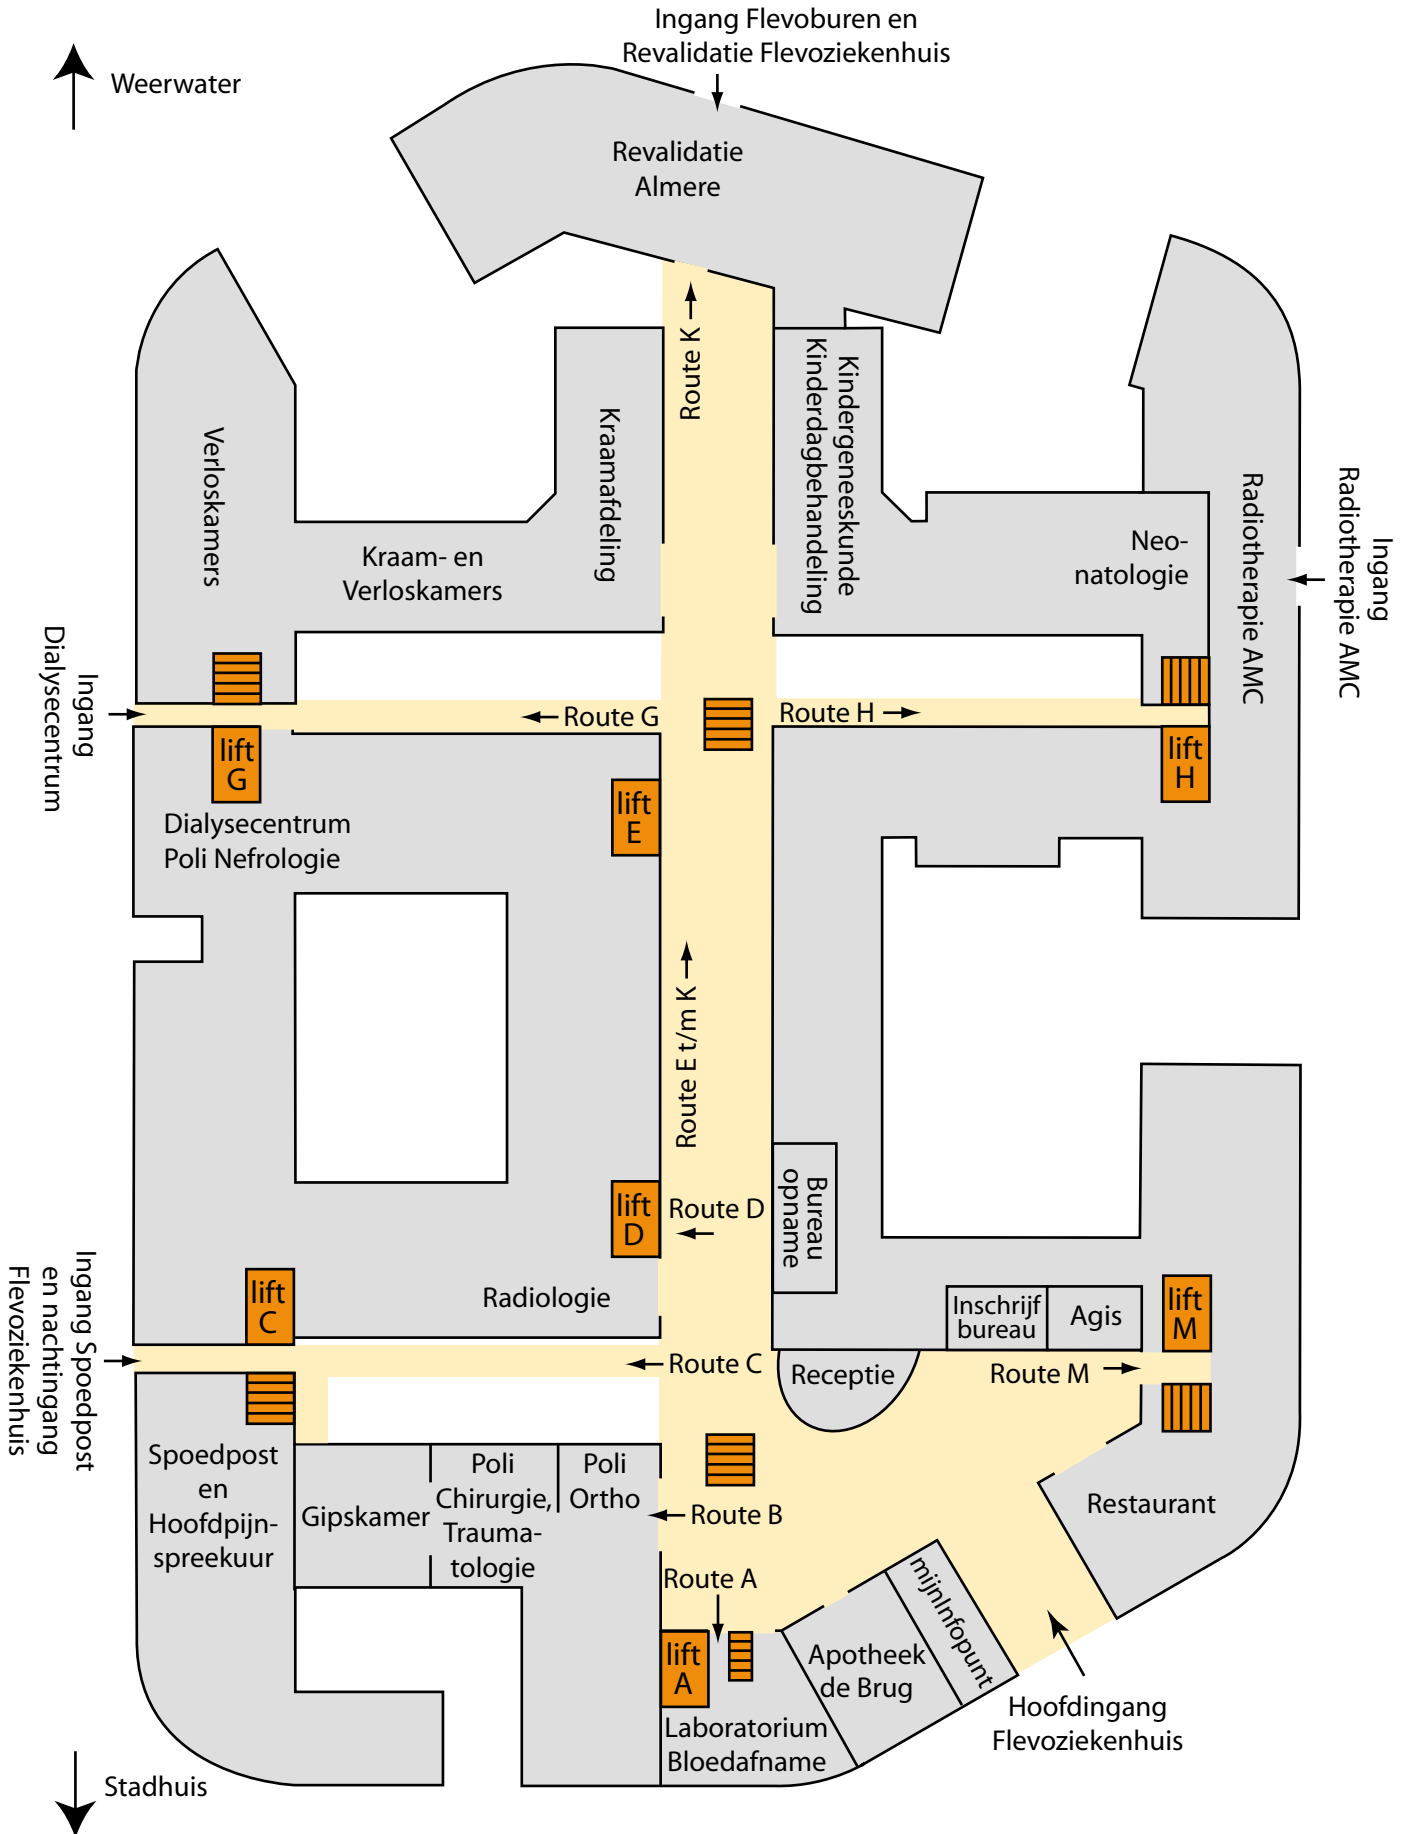 Ingang Flevoburen en
Revalidatie Flevoziekenhuis
Weerwater
Revalidatie
Almere
Route K
Verloskamers
Kraamafdeling
Kraam- en
Verloskamers
Kindergeneeskunde
Kinderdagbehandeling
Neo-
natologie
Radiotherapie AMC
Ingang
Radiotherapie AMC
Ingang
Dialysecentrum
Route G
Route H
lift
G
lift
E
lift
H
Dialysecentrum
Poli Nefrologie
Route E t/m K
Bureau
opname
lift
D
Route D
Radiologie
lift
C
Ingang Spoedpost
en nachtingang
Flevoziekenhuis
Inschrijf
bureau
Agis
lift
M
Route C
Receptie
Route M
Spoedpost
en
Hoofdpijn-
spreekuur
Gipskamer
Poli
Chirurgie,
Trauma-
tologie
Poli
Ortho
Route B
Restaurant
Route A
lift
A
mijnInfopunt
Apotheek
de Brug
Laboratorium
Bloedafname
Hoofdingang
Flevoziekenhuis
Stadhuis